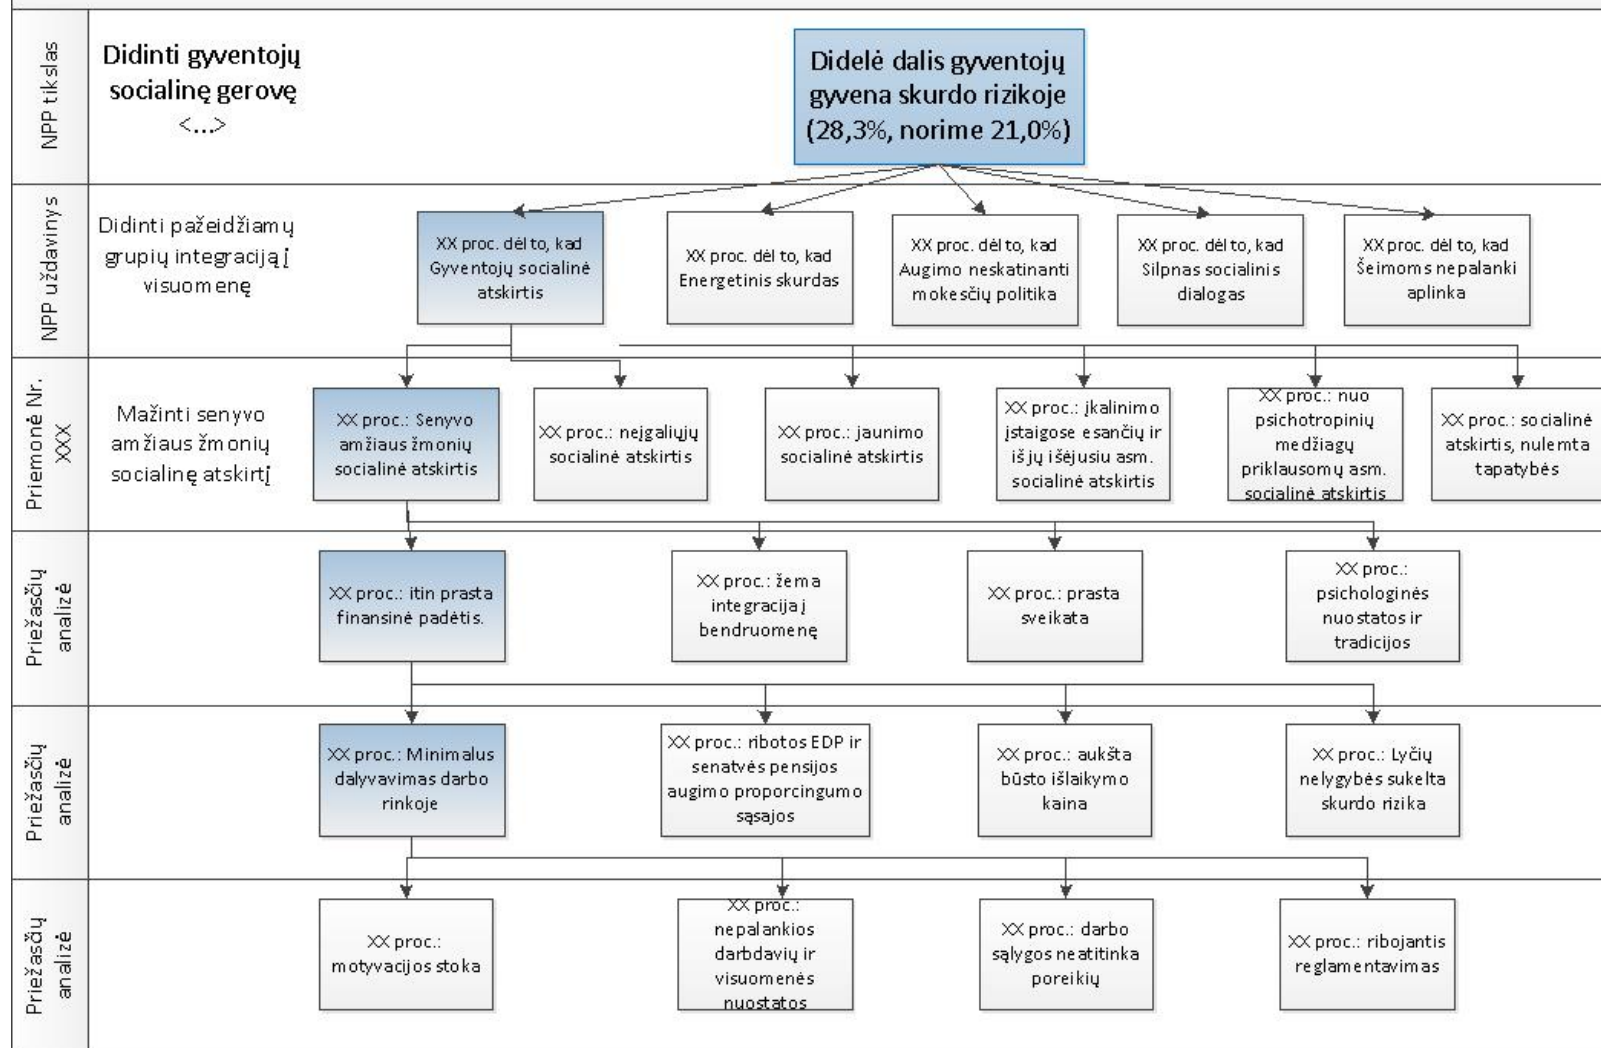 NPP tikslas
Didinti gyventojų
socialinę gerovę
<...>
Didelė dalis gyventojų
gyvena skurdo rizikoje
(28,3%, norime 21,0%)
NPP uždavinys
Didinti pažeidžiamų
grupių integraciją į
visuomenę
XX proc. dėl to, kad
Gyventojų socialinė
atskirtis
XX proc. dėl to, kad
Energetinis skurdas
XX proc. dėl to, kad
Augimo neskatinanti
mokesčių politika
XX proc. dėl to, kad
Silpnas socialinis
dialogas
XX proc. dėl to, kad
Šeimoms nepalanki
aplinka
Priemonė Nr.
XXX
Mažinti senyvo
amžiaus žmonių
socialinę atskirtį
XX proc.: Senyvo
amžiaus žmonių
socialinė atskirtis
XX proc.: neįgaliųjų
socialinė atskirtis
XX proc.: jaunimo
socialinė atskirtis
XX proc.: įkalinimo
įstaigose esančių ir
iš jų išėjusiu asm.
socialinė atskirtis
XX proc.: nuo
psichotropinių
medžiagų
priklausomų asm.
socialinė atskirtis
XX proc.: socialinė
atskirtis, nulemta
tapatybės
Priežasčių
analizė
XX proc.: itin prasta
finansinė padėtis.
XX proc.: žema
integracija į
bendruomenę
XX proc.: prasta
sveikata
XX proc.:
psichologinės
nuostatos ir
tradicijos
Priežasčių
analizė
XX proc.: Minimalus
dalyvavimas darbo
rinkoje
XX proc.: ribotos EDP ir
senatvės pensijos
augimo proporcingumo
sąsajos
XX proc.: aukšta
būsto išlaikymo
kaina
XX proc.: Lyčių
nelygybės sukelta
skurdo rizika
Priežasčių
analizė
XX proc.:
motyvacijos stoka
XX proc.:
nepalankios
darbdavių ir
visuomenės
nuostatos
XX proc.: darbo
sąlygos neatitinka
poreikių
XX proc.: ribojantis
reglamentavimas